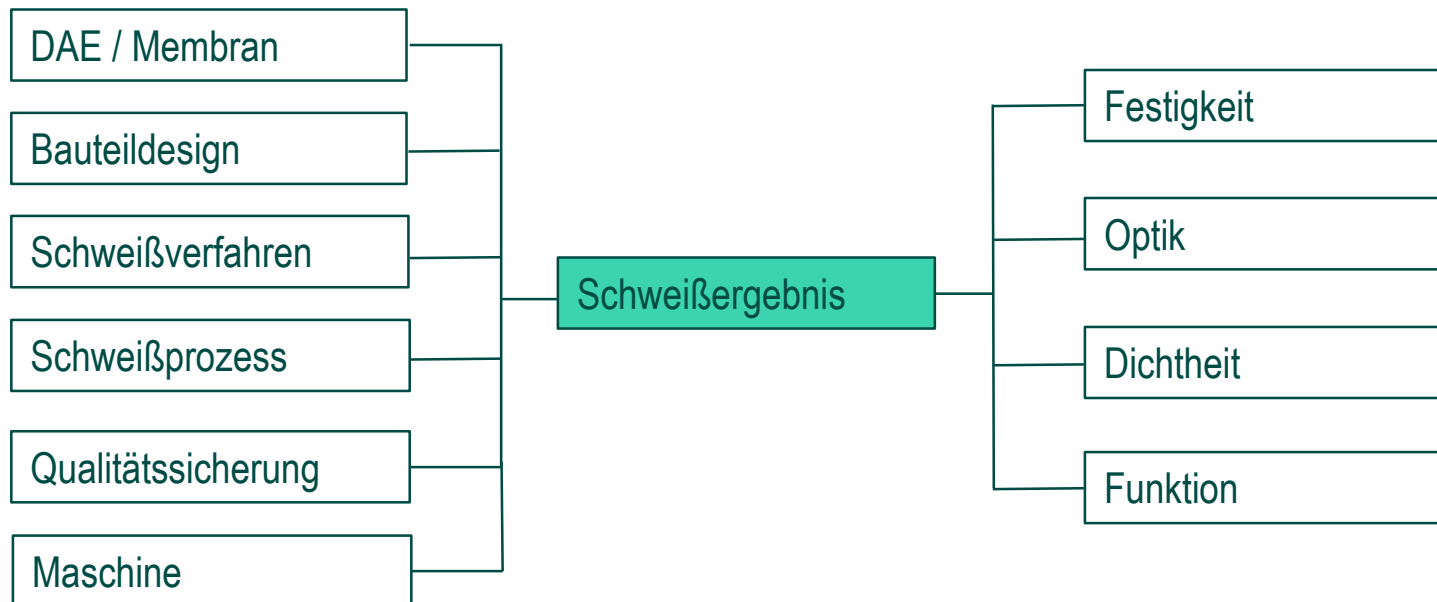 DAE / Membran
Bauteildesign
Schweißverfahren
Schweißprozess
Qualitätssicherung
Maschine
Schweißergebnis
Festigkeit
Optik
Dichtheit
Funktion